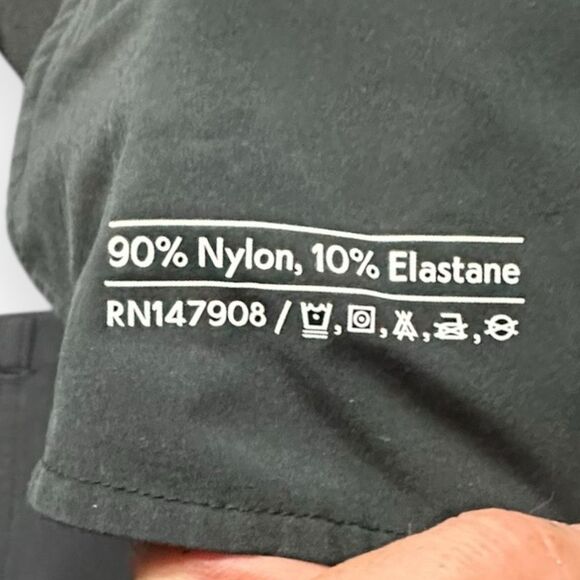 90% Nylon, 10% Elastane
RN147908 /